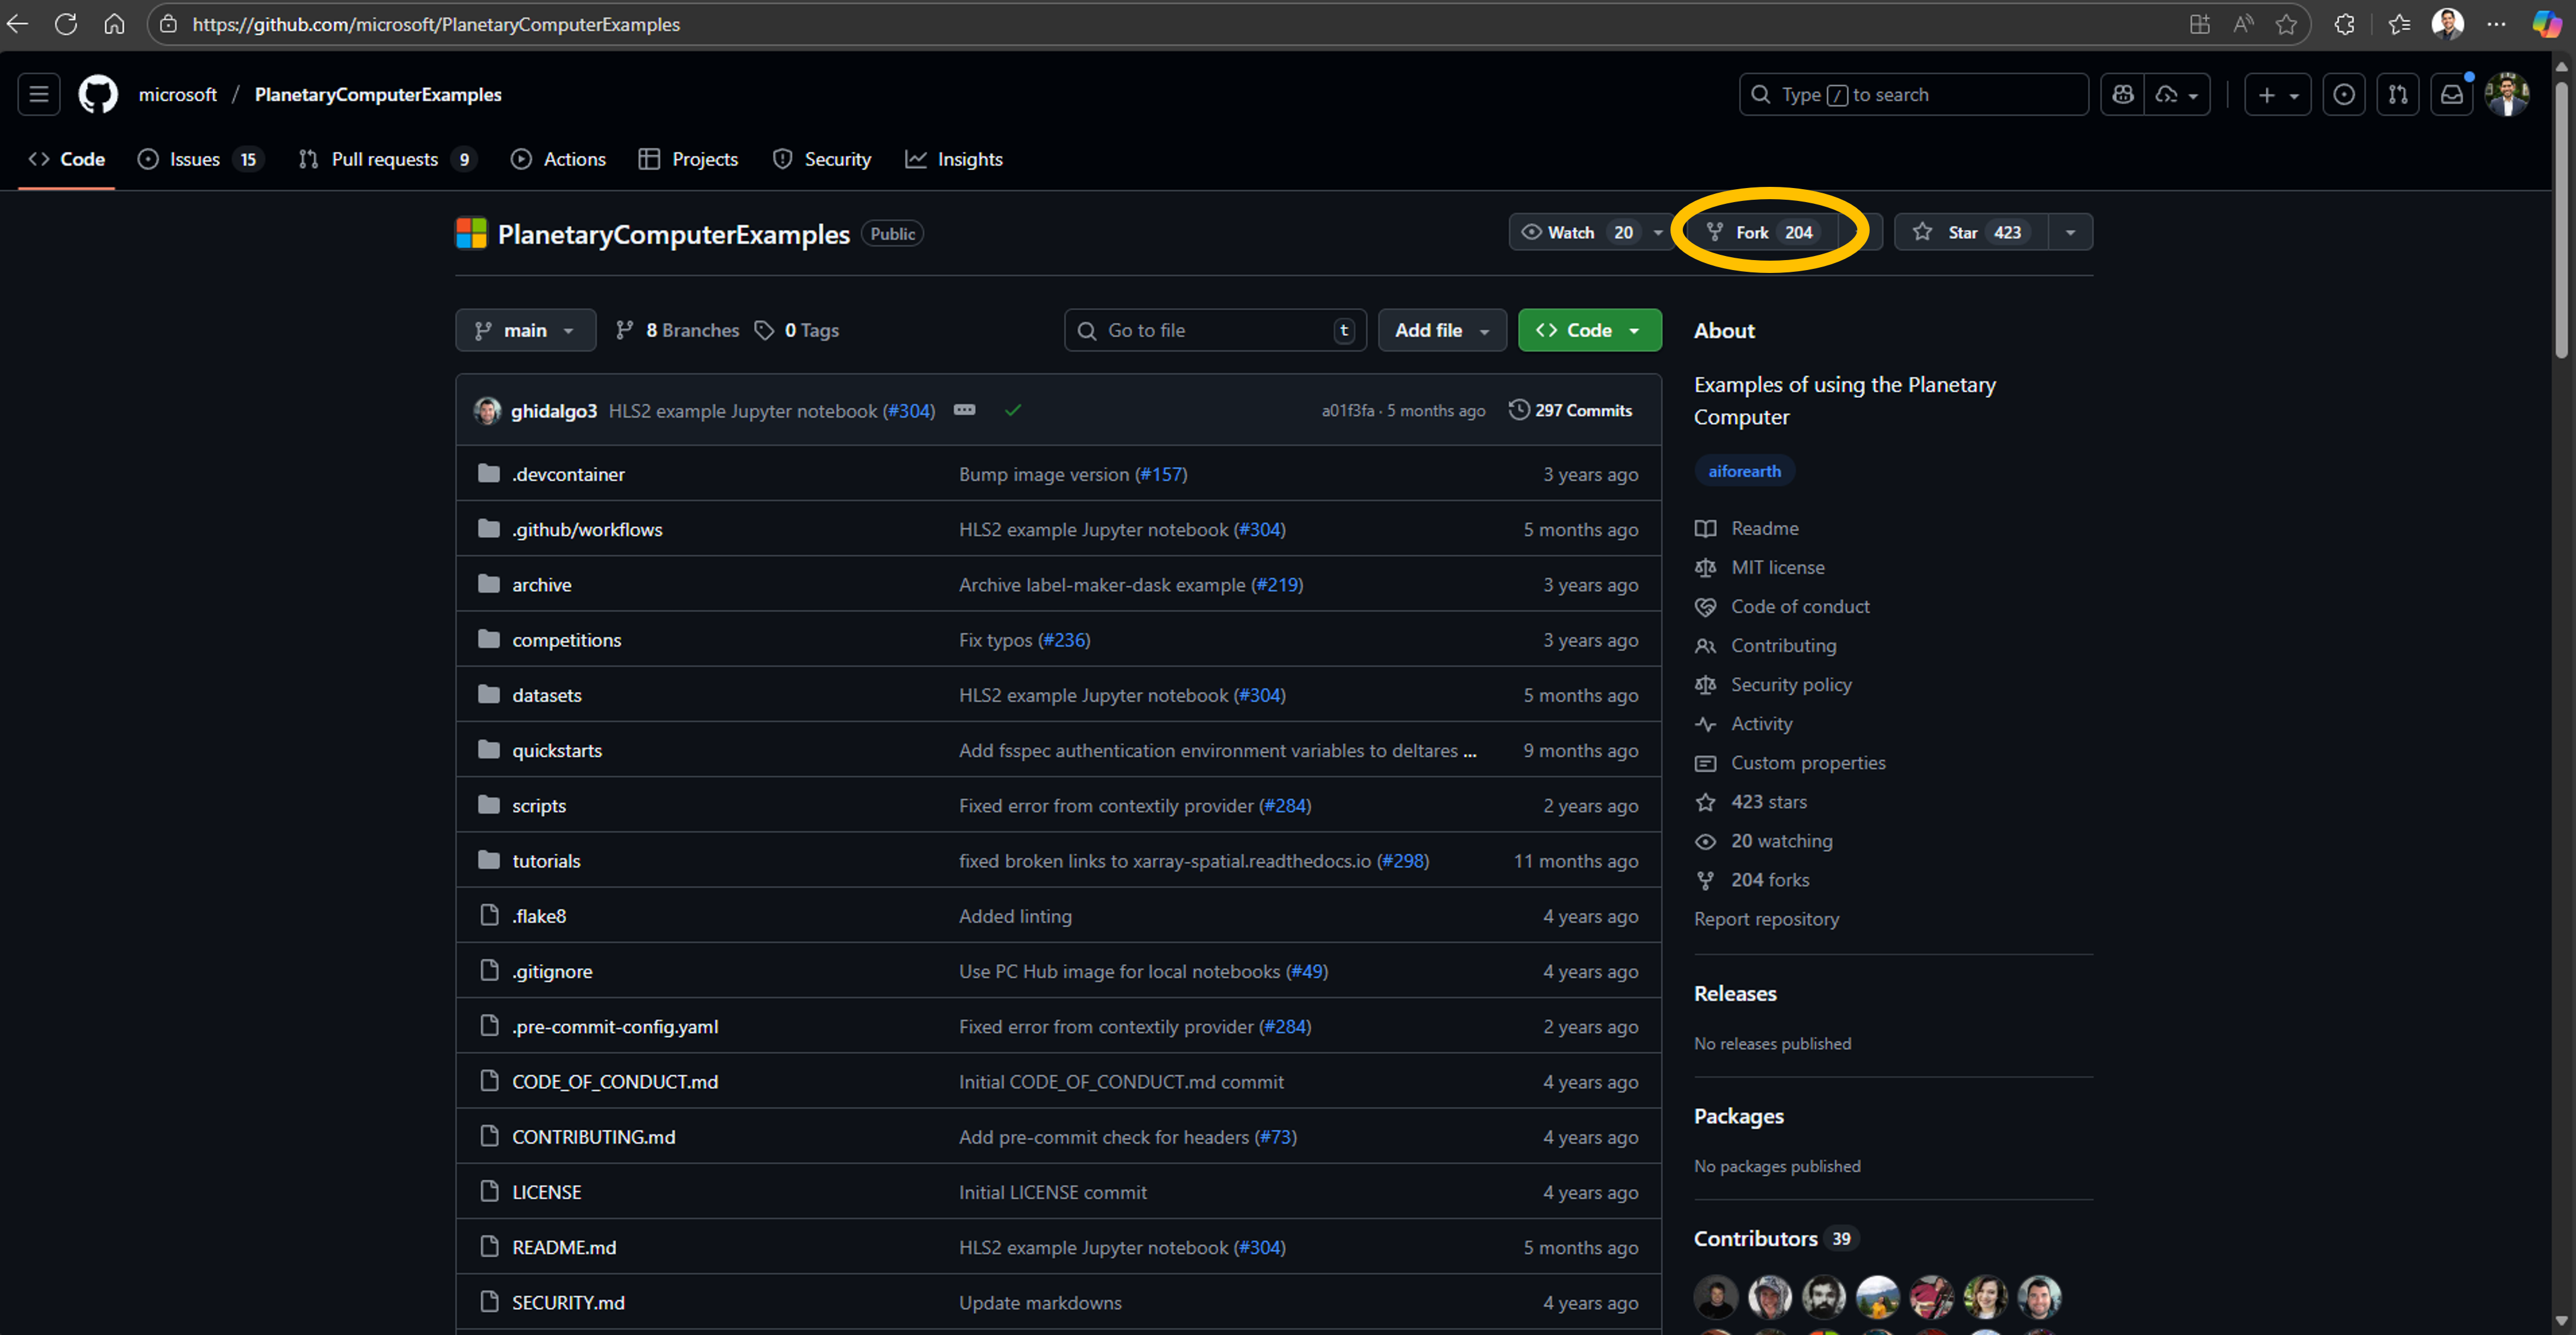 https://github.com/microsoft/PlanetaryComputerExamples
microsoft / PlanetaryComputerExamples
Type / to search
Code Issues 15 Pull requests 9 Actions Projects Security Insights
PlanetaryComputerExamples Public
Watch 20 Fork 204 Star 423
main 8 Branches 0 Tags Go to file t Add file Code
ghidalgo3 HLS2 example Jupyter notebook (#304) a01f3fa · 5 months ago 297 Commits
.devcontainer Bump image version (#157) 3 years ago
.github/workflows HLS2 example Jupyter notebook (#304) 5 months ago
archive Archive label-maker-dask example (#219) 3 years ago
competitions Fix typos (#236) 3 years ago
datasets HLS2 example Jupyter notebook (#304) 5 months ago
quickstarts Add fsspec authentication environment variables to deltares ... 9 months ago
scripts Fixed error from contextily provider (#284) 2 years ago
tutorials fixed broken links to xarray-spatial.readthedocs.io (#298) 11 months ago
.flake8 Added linting 4 years ago
.gitignore Use PC Hub image for local notebooks (#49) 4 years ago
.pre-commit-config.yaml Fixed error from contextily provider (#284) 2 years ago
CODE_OF_CONDUCT.md Initial CODE_OF_CONDUCT.md commit 4 years ago
CONTRIBUTING.md Add pre-commit check for headers (#73) 4 years ago
LICENSE Initial LICENSE commit 4 years ago
README.md HLS2 example Jupyter notebook (#304) 5 months ago
SECURITY.md Update markdowns 4 years ago
About
Examples of using the Planetary
Computer
aiforearth
Readme
MIT license
Code of conduct
Contributing
Security policy
Activity
Custom properties
423 stars
20 watching
204 forks
Report repository
Releases
No releases published
Packages
No packages published
Contributors 39